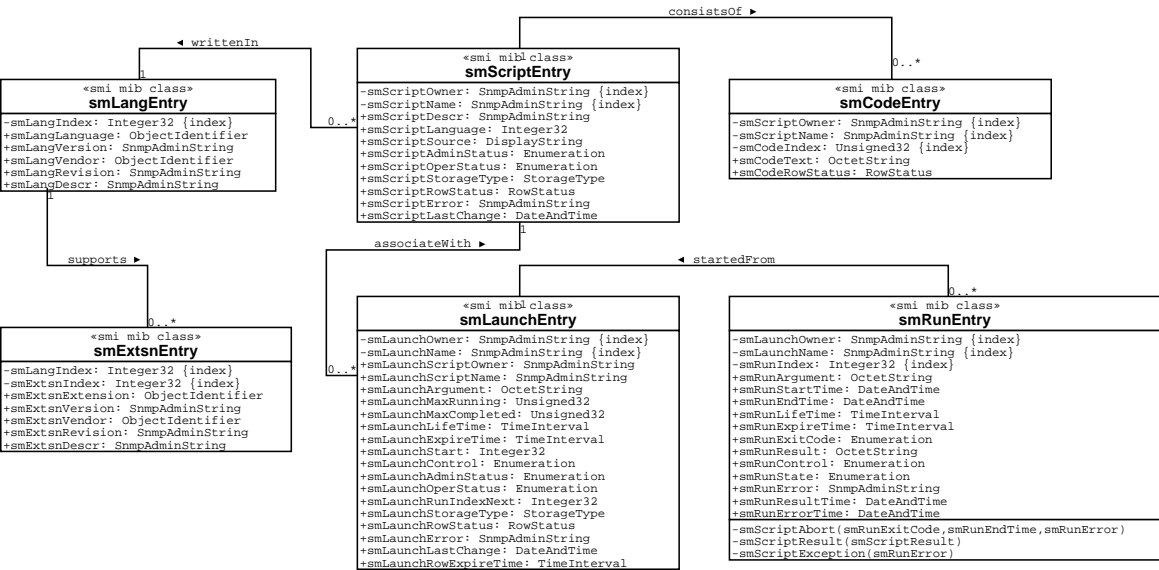 consistsOf ►
◄ writtenIn
1
1
0..*
«smi mib class»
smScriptEntry
-smScriptOwner: SnmpAdminString {index}
-smScriptName: SnmpAdminString {index}
+smScriptDescr: SnmpAdminString
+smScriptLanguage: Integer32
+smScriptSource: DisplayString
+smScriptAdminStatus: Enumeration
+smScriptOperStatus: Enumeration
+smScriptStorageType: StorageType
+smScriptRowStatus: RowStatus
+smScriptError: SnmpAdminString
+smScriptLastChange: DateAndTime
0..*
1
«smi mib class»
smLangEntry
-smLangIndex: Integer32 {index}
+smLangLanguage: ObjectIdentifier
+smLangVersion: SnmpAdminString
+smLangVendor: ObjectIdentifier
+smLangRevision: SnmpAdminString
+smLangDescr: SnmpAdminString
1
«smi mib class»
smCodeEntry
-smScriptOwner: SnmpAdminString {index}
-smScriptName: SnmpAdminString {index}
-smCodeIndex: Unsigned32 {index}
+smCodeText: OctetString
+smCodeRowStatus: RowStatus
associateWith ►
supports ►
◄ startedFrom
0..*
«smi mib class»
smExtsnEntry
-smLangIndex: Integer32 {index}
-smExtsnIndex: Integer32 {index}
+smExtsnExtension: ObjectIdentifier
+smExtsnVersion: SnmpAdminString
+smExtsnVendor: ObjectIdentifier
+smExtsnRevision: SnmpAdminString
+smExtsnDescr: SnmpAdminString
1
0..*
«smi mib class»
smLaunchEntry
-smLaunchOwner: SnmpAdminString {index}
-smLaunchName: SnmpAdminString {index}
+smLaunchScriptOwner: SnmpAdminString
+smLaunchScriptName: SnmpAdminString
+smLaunchArgument: OctetString
+smLaunchMaxRunning: Unsigned32
+smLaunchMaxCompleted: Unsigned32
+smLaunchLifeTime: TimeInterval
+smLaunchExpireTime: TimeInterval
+smLaunchStart: Integer32
+smLaunchControl: Enumeration
+smLaunchAdminStatus: Enumeration
+smLaunchOperStatus: Enumeration
+smLaunchRunIndexNext: Integer32
+smLaunchStorageType: StorageType
+smLaunchRowStatus: RowStatus
+smLaunchError: SnmpAdminString
+smLaunchLastChange: DateAndTime
+smLaunchRowExpireTime: TimeInterval
0..*
«smi mib class»
smRunEntry
-smLaunchOwner: SnmpAdminString {index}
-smLaunchName: SnmpAdminString {index}
-smRunIndex: Integer32 {index}
+smRunArgument: OctetString
+smRunStartTime: DateAndTime
+smRunEndTime: DateAndTime
+smRunLifeTime: TimeInterval
+smRunExpireTime: TimeInterval
+smRunExitCode: Enumeration
+smRunResult: OctetString
+smRunControl: Enumeration
+smRunState: Enumeration
+smRunError: SnmpAdminString
+smRunResultTime: DateAndTime
+smRunErrorTime: DateAndTime
-smScriptAbort(smRunExitCode,smRunEndTime,smRunError)
-smScriptResult(smScriptResult)
-smScriptException(smRunError)